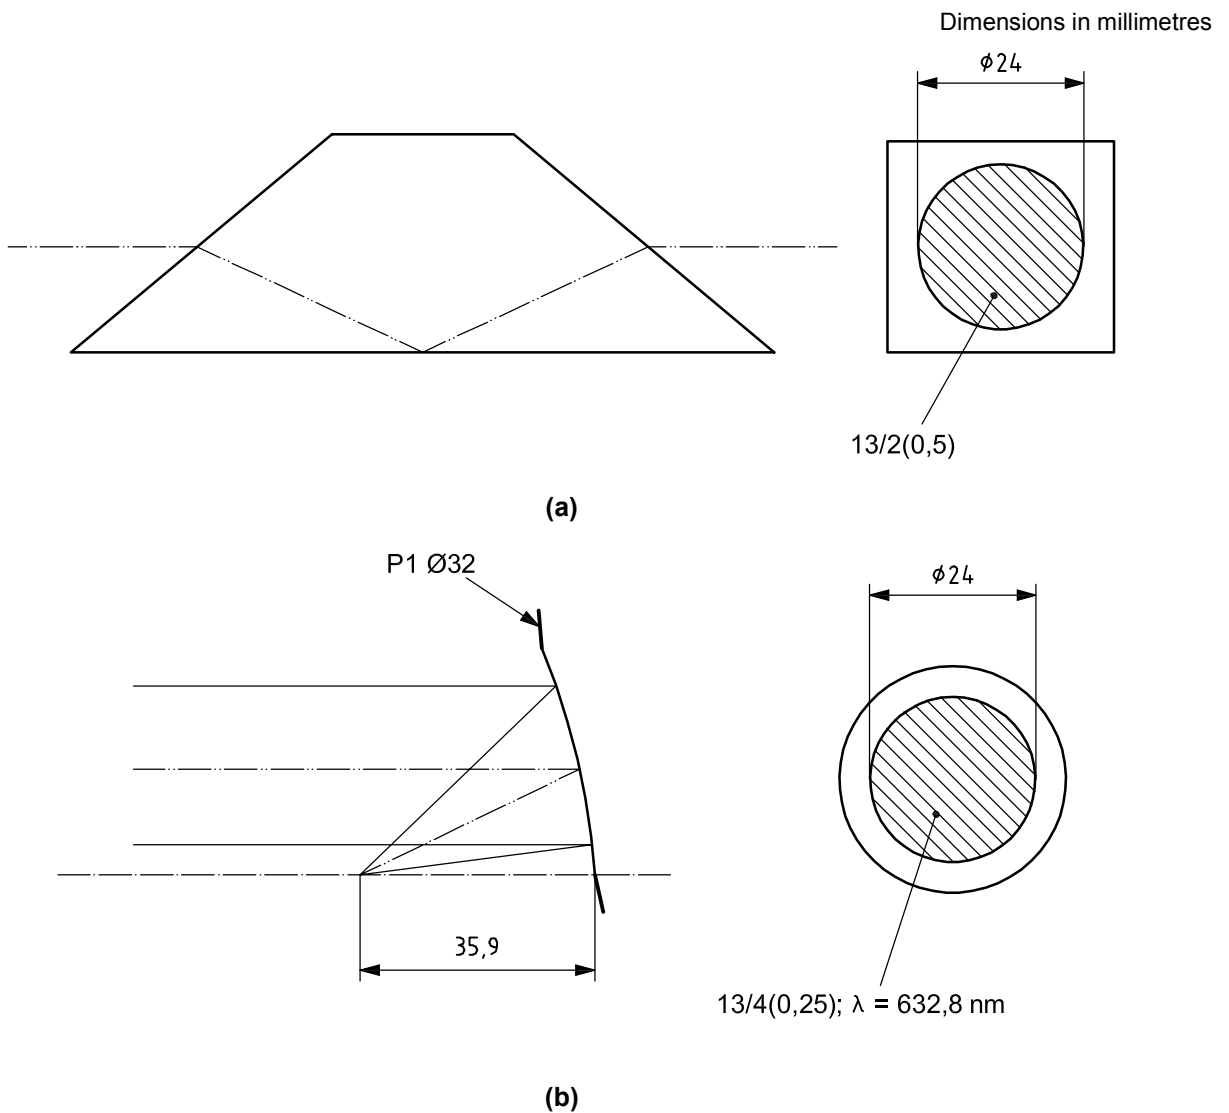 Dimensions in millimetres
ϕ24
13/2(0,5)
(a)
P1 Ø32
ϕ24
35,9
13/4(0,25); λ = 632,8 nm
(b)